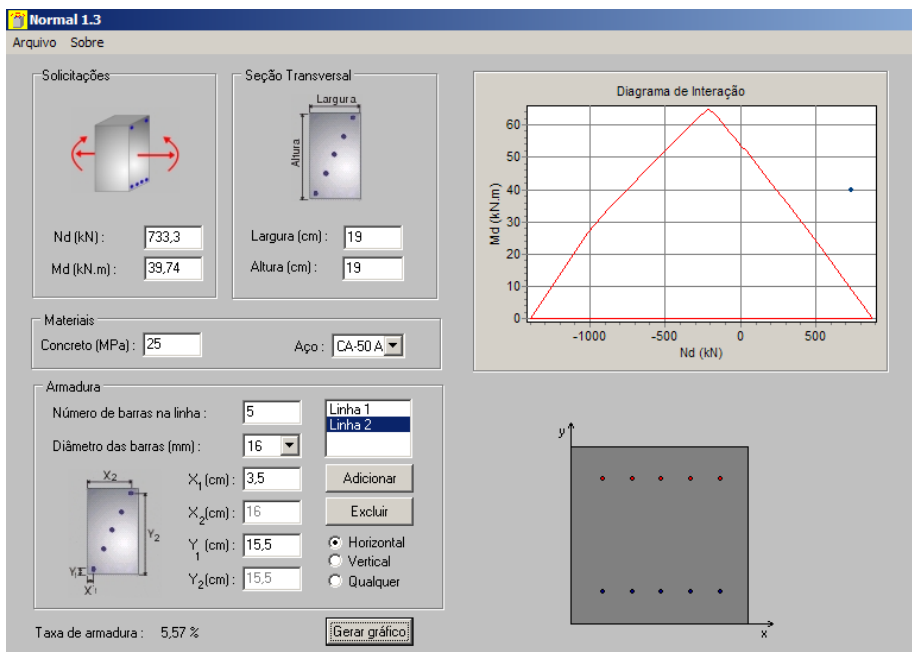 Normal 1.3
Arquivo Sobre
Solicitações
Nd (kN) : 733,3
Md (kN.m) : 39,74
Seção Transversal
Largura
Altura
Largura (cm) : 19
Altura (cm) : 19
Materiais
Concreto (MPa) : 25
Aço : CA-50 A
Armadura
Número de barras na linha : 5
Diâmetro das barras (mm) : 16
Linha 1
Linha 2
X2
Y2
Y1
X1
X1(cm) : 3,5
X2(cm) : 16
Y1 (cm) : 15,5
Y2(cm) : 15,5
Adicionar
Excluir
Horizontal
Vertical
Qualquer
Taxa de armadura : 5,57 %
Gerar gráfico
Diagrama de Interação
Md (kN.m)
60
50
40
30
20
10
0
-1000 -500 0 500
Nd (kN)
y
x